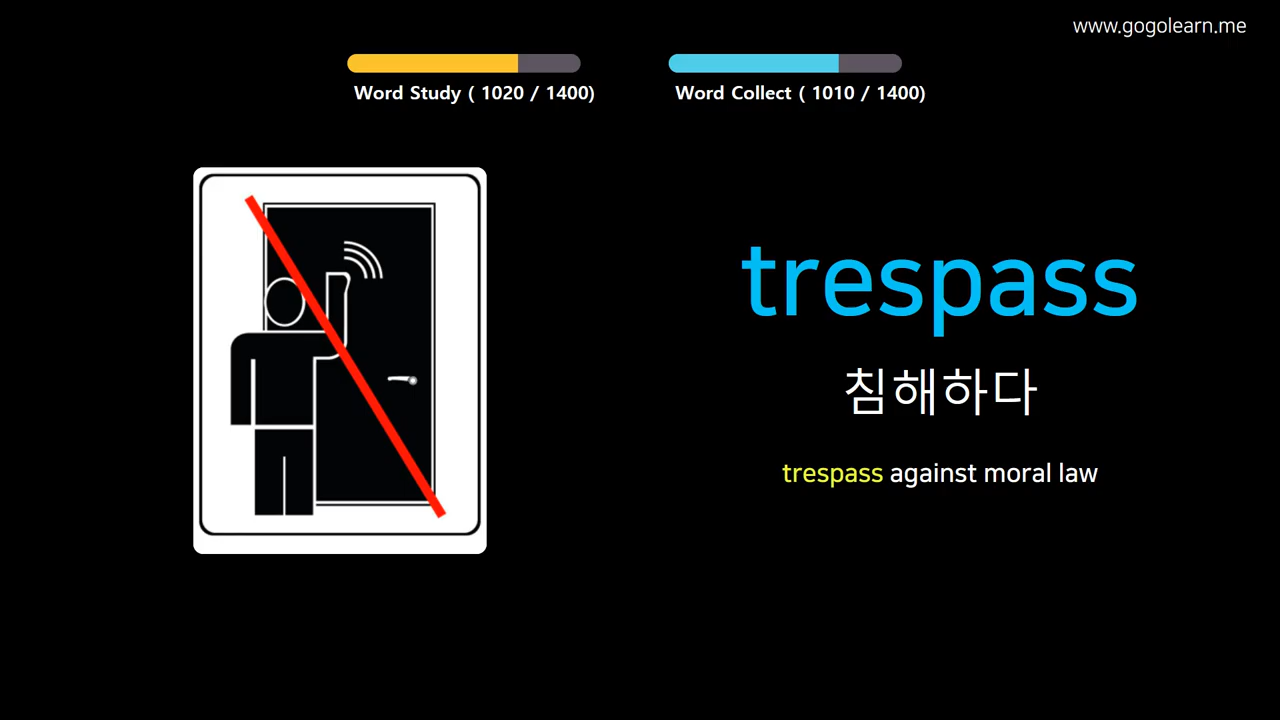 www.gogolearn.me
Word Study ( 1020 / 1400)
Word Collect ( 1010 / 1400)
trespass
침해하다
trespass against moral law